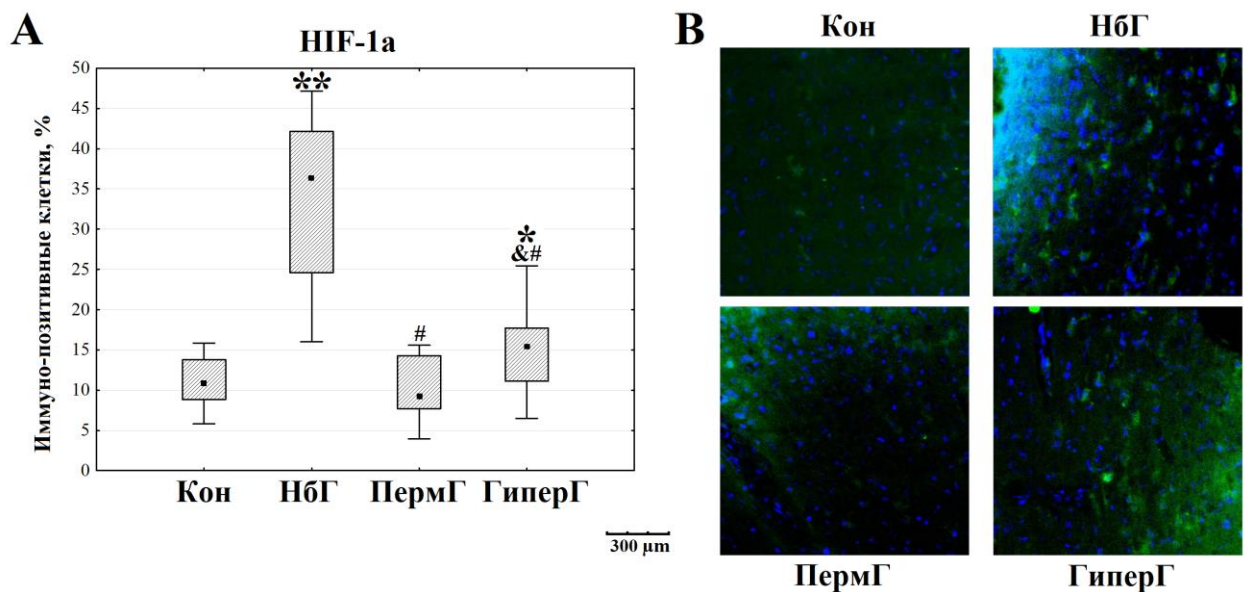 A
HIF-1a
Иммуно-позитивные клетки, %
50
45
40
35
30
25
20
15
10
5
0
**
#
*
&#
Кон
НбГ
ПермГ
ГиперГ
300 µm
B
Кон
НбГ
ПермГ
ГиперГ